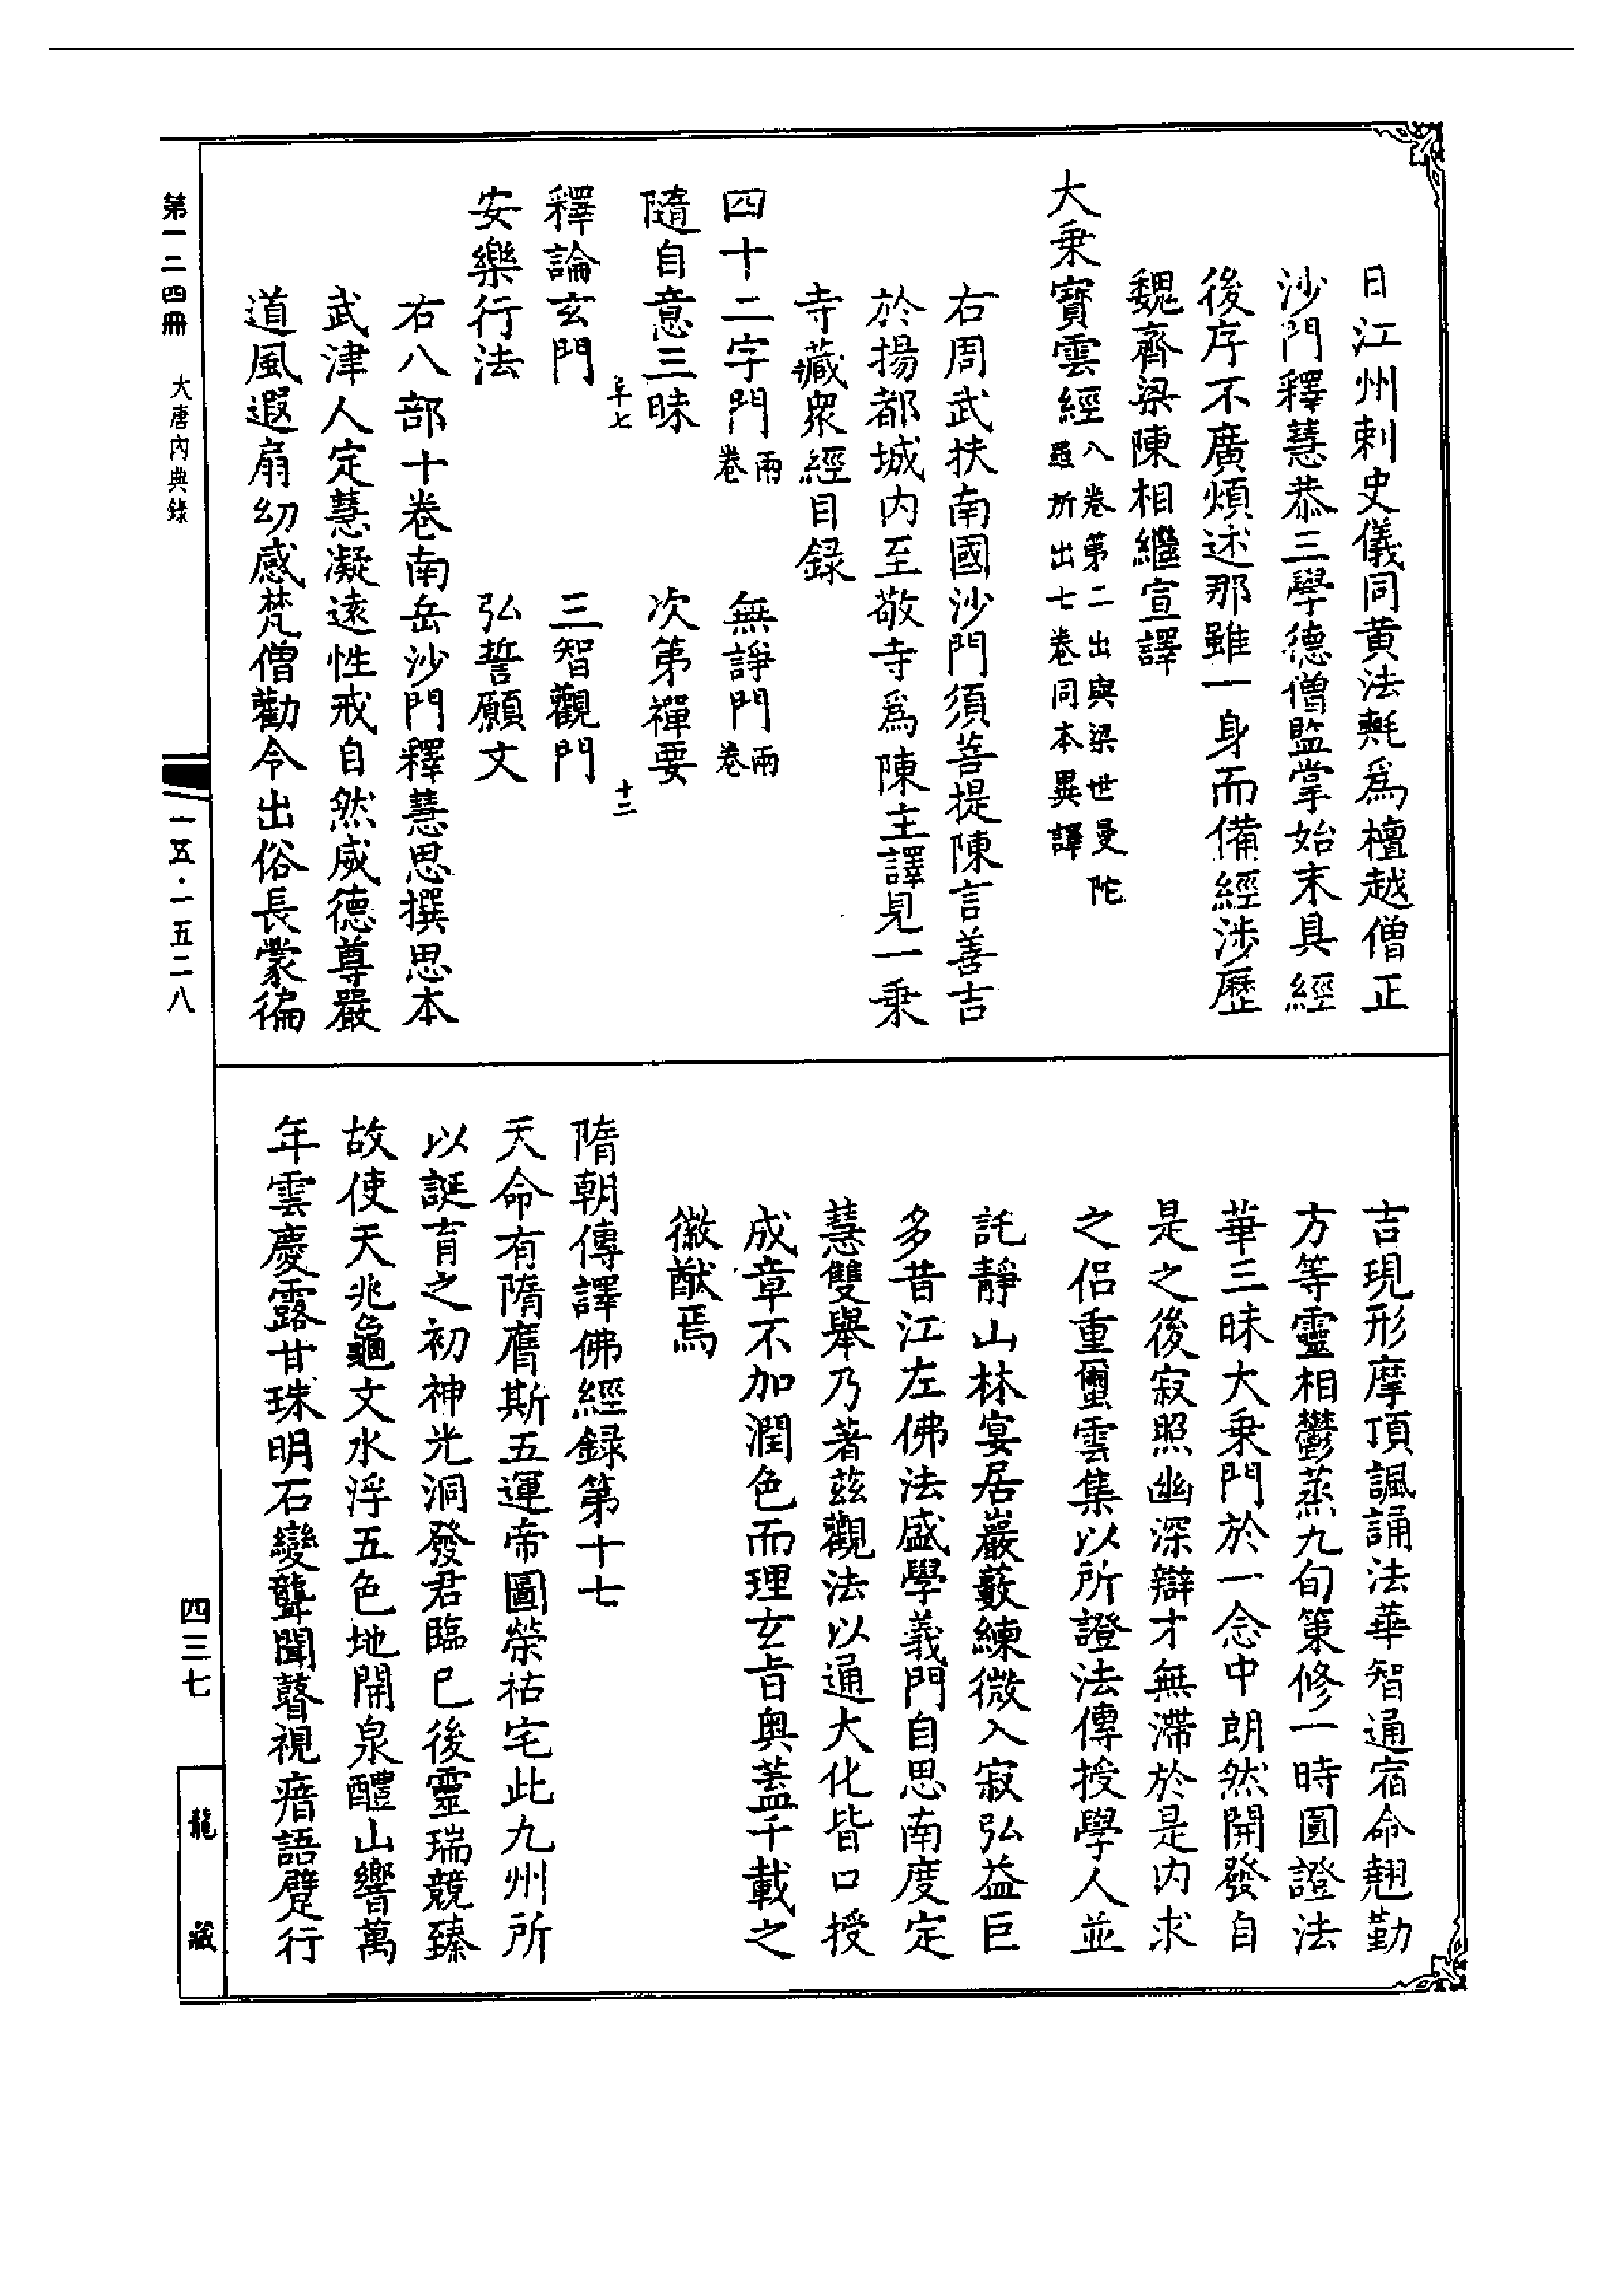 日江州刺史儀同黄法𣰰爲檀越僧正
沙門釋慧恭三學德僧監掌始末具經
後序不廣煩述那雖一身而備經涉歷
魏齊梁陳相繼宣譯
大乗寶雲經八卷第二出與梁世曼陀
羅所出七卷同本異譯
右周武扶南國沙門須菩提陳言善吉
於揚都城内至敬寺爲陳主譯見一乗
寺藏衆經目録
四十二字門兩卷 無諍門兩卷
隨自意三昧 次第禪要
阜七 十二
釋論玄門 三智觀門
安樂行法 弘誓願文
右八部十卷南岳沙門釋慧思撰思本
武津人定慧凝遠性戒自然威德尊嚴
道風遐扇幼感梵僧勸令出俗長蒙徧
吉現形摩頂諷誦法華智通宿命翹勤
方等靈相鬱蒸九旬策修一時圓證法
華三昧大乗門於一念中朗然開發自
是之後寂照幽深辯才無滯於是内求
之侶重蠒雲集以所證法傳授學人並
託靜山林宴居巖藪練微入寂弘益巨
多昔江左佛法盛學義門自思南度定
慧雙舉乃著兹觀法以通大化皆口授
成章不加潤色而理玄旨奥蓋千載之
徽猷焉
隋朝傳譯佛經録第十七
天命有隋膺斯五運帝圖榮祐宅此九州所
以誕育之初神光洞發君臨已後靈瑞競臻
故使天兆龜文水浮五色地開泉醴山響萬
年雲慶露甘珠明石變聾聞瞽視瘖語躄行
第一二四冊 大唐内典錄
一五·一五二八
四三七
龍藏